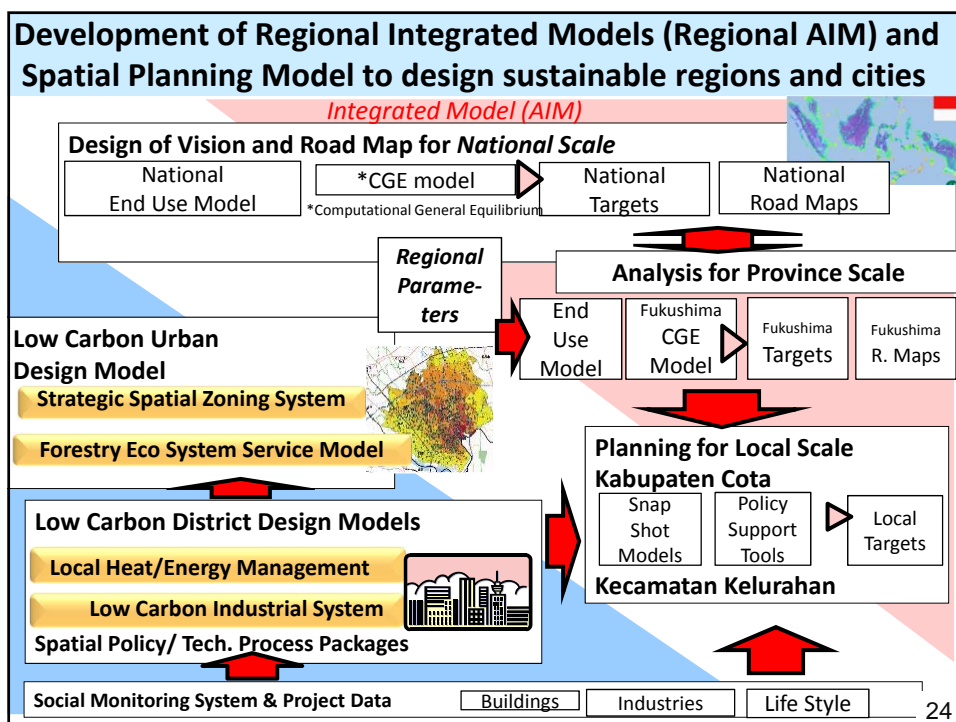 Development of Regional Integrated Models (Regional AIM) and
Spatial Planning Model to design sustainable regions and cities
Integrated Model (AIM)
Design of Vision and Road Map for National Scale
National
End Use Model
*CGE model
*Computational General Equilibrium
National
Targets
National
Road Maps
Regional
Parame-
ters
Analysis for Province Scale
End
Use
Model
Fukushima
CGE
Model
Fukushima
Targets
Fukushima
R. Maps
Low Carbon Urban
Design Model
Strategic Spatial Zoning System
Forestry Eco System Service Model
Planning for Local Scale
Kabupaten Cota
Snap
Shot
Models
Policy
Support
Tools
Local
Targets
Kecamatan Kelurahan
Low Carbon District Design Models
Local Heat/Energy Management
Low Carbon Industrial System
Spatial Policy/ Tech. Process Packages
Social Monitoring System & Project Data
Buildings
Industries
Life Style
24